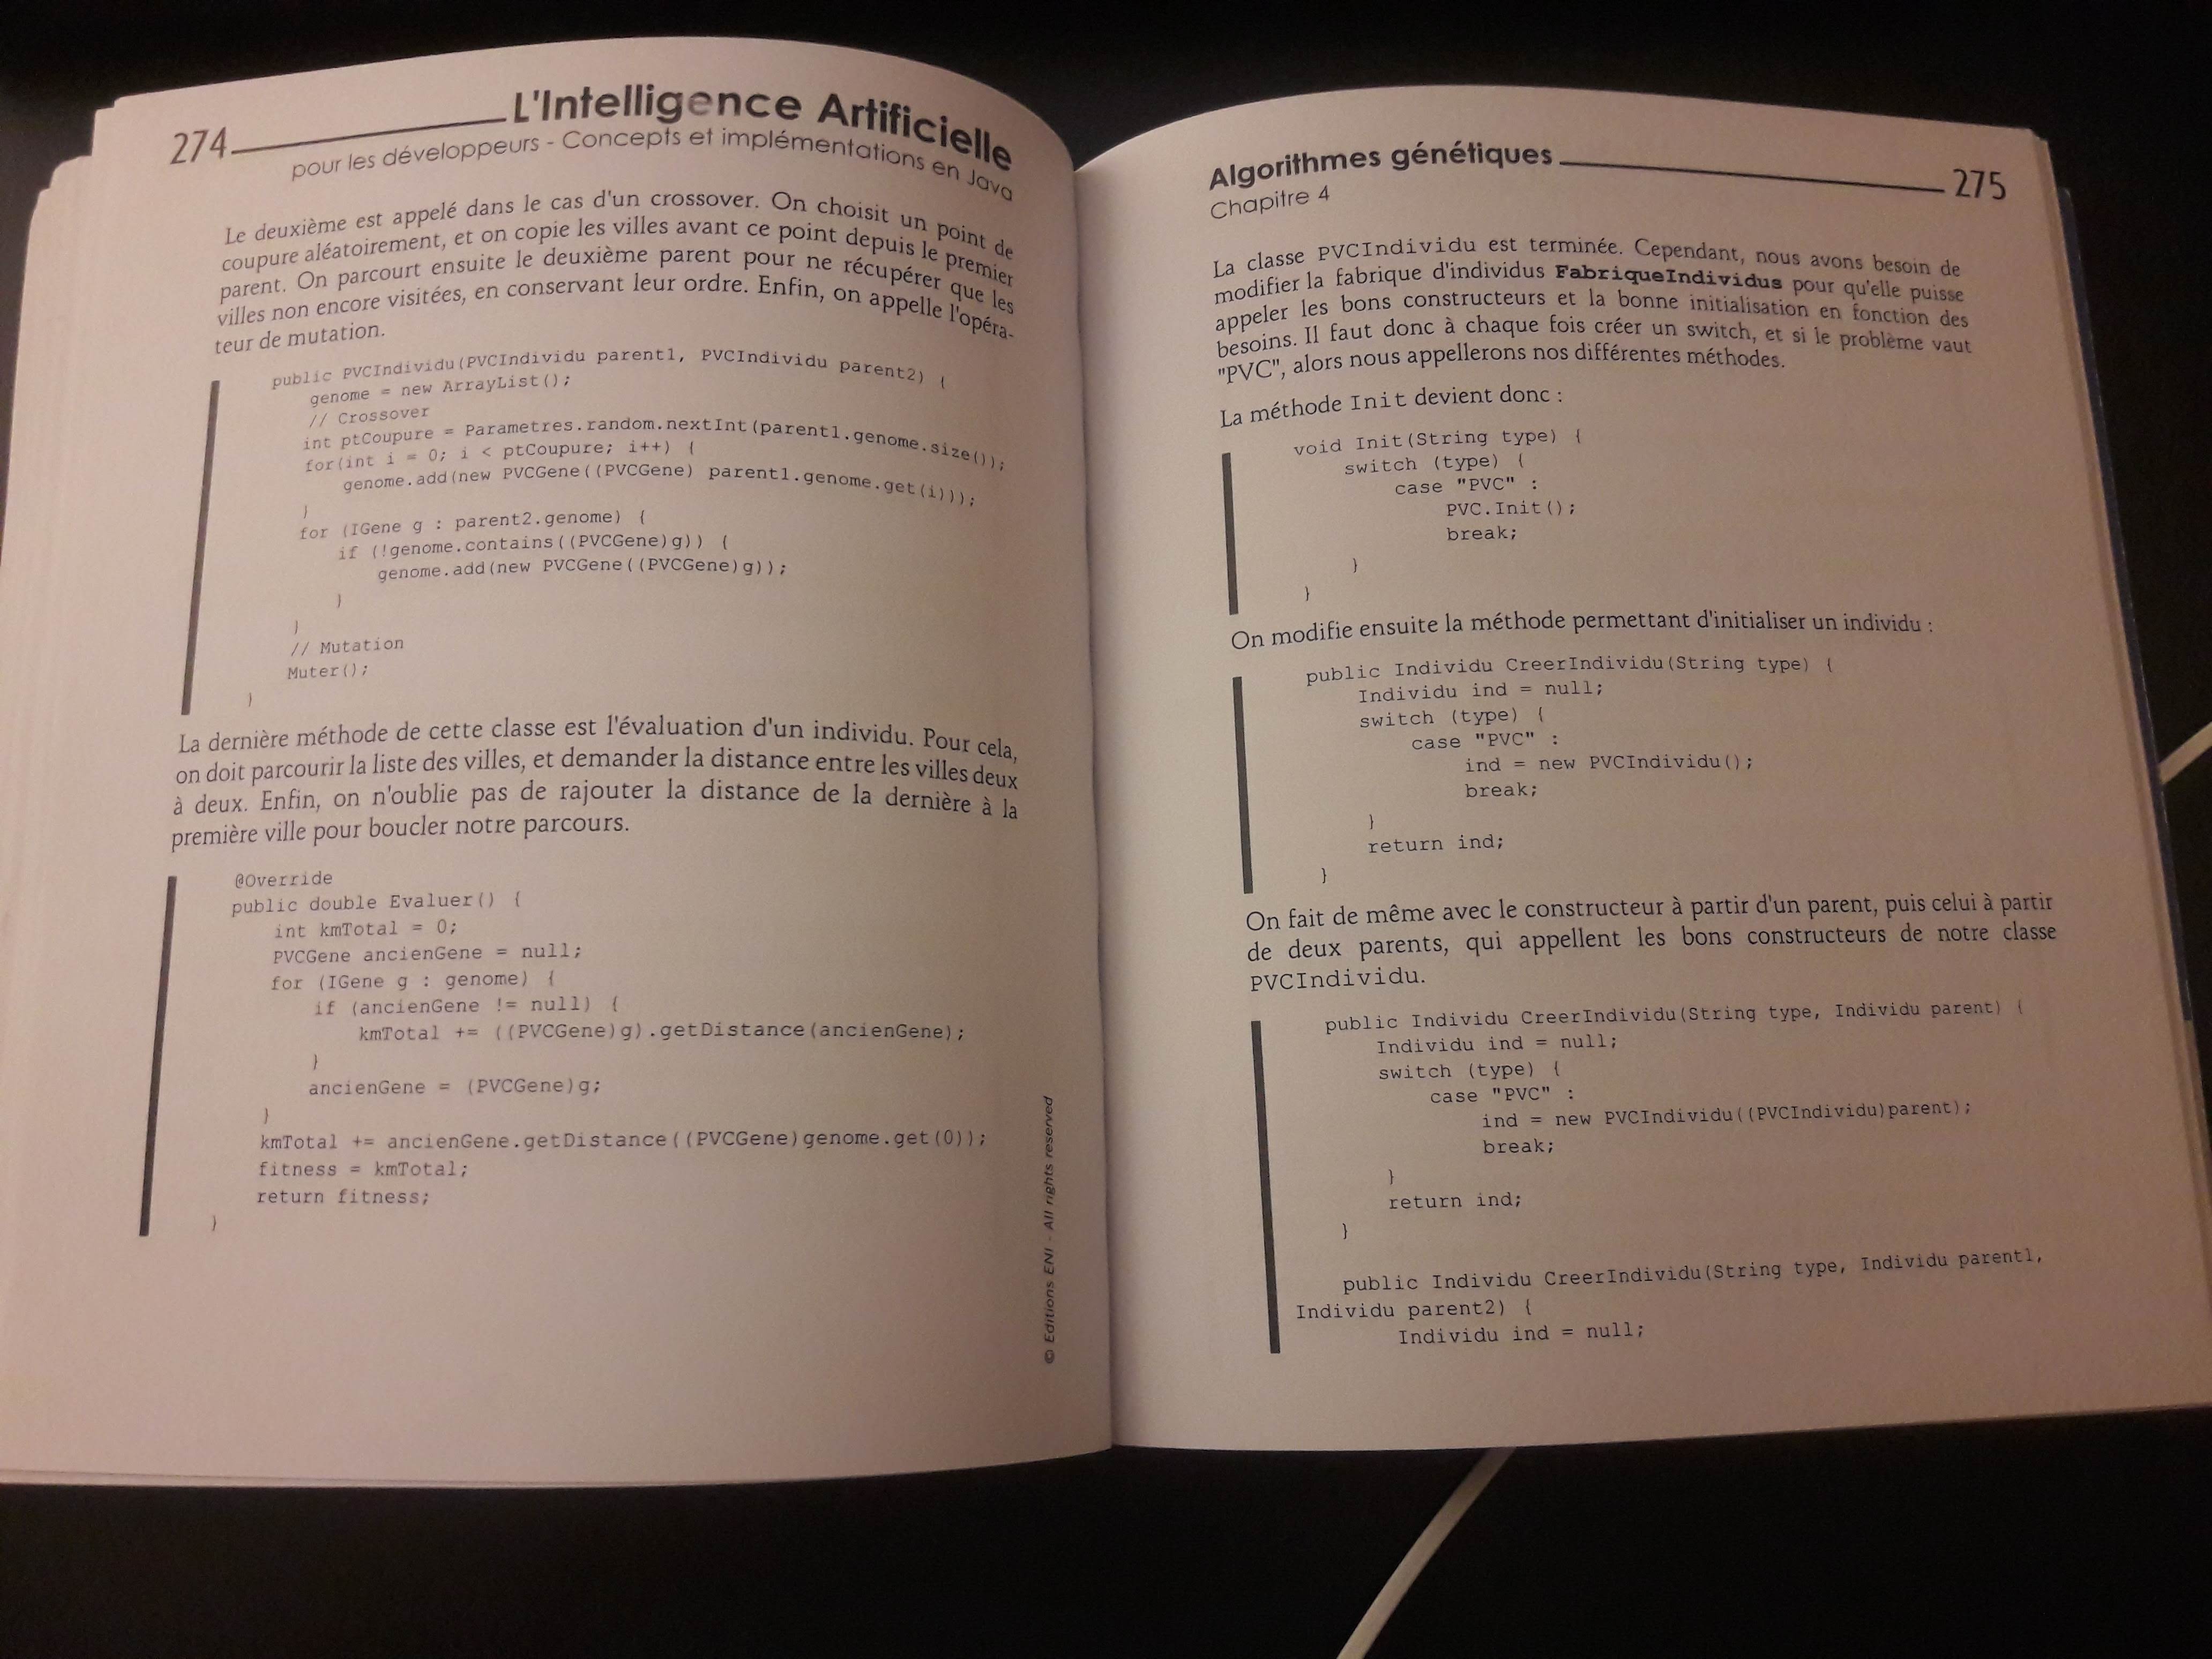 274
L'Intelligence Artificielle
pour les développeurs - Concepts et implémentations en Java
Le deuxième est appelé dans le cas d'un crossover. On choisit un point de
coupure aléatoirement, et on copie les villes avant ce point depuis le premier
parent. On parcourt ensuite le deuxième parent pour ne récupérer que les
villes non encore visitées, en conservant leur ordre. Enfin, on appelle l'opéra-
teur de mutation.
public PVCIndividu(PVCIndividu parent1, PVCIndividu parent2) {
genome = new ArrayList();
// Crossover
int ptCoupure = Parametres.random.nextInt(parent1.genome.size());
for(int i = 0; i < ptCoupure; i++) {
genome.add(new PVCGene((PVCGene) parent1.genome.get(i)));
}
for (IGene g : parent2.genome) {
if (!genome.contains((PVCGene)g)) {
genome.add(new PVCGene((PVCGene)g));
}
}
// Mutation
Muter();
}
La dernière méthode de cette classe est l'évaluation d'un individu. Pour cela,
on doit parcourir la liste des villes, et demander la distance entre les villes deux
à deux. Enfin, on n'oublie pas de rajouter la distance de la dernière à la
première ville pour boucler notre parcours.
@Override
public double Evaluer() {
int kmTotal = 0;
PVCGene ancienGene = null;
for (IGene g : genome) {
if (ancienGene != null) {
kmTotal += ((PVCGene)g).getDistance(ancienGene);
}
ancienGene = (PVCGene)g;
}
kmTotal += ancienGene.getDistance((PVCGene)genome.get(0));
fitness = kmTotal;
return fitness;
}
© Editions ENI - All rights reserved
Algorithmes génétiques
275
Chapitre 4
La classe PVCIndividu est terminée. Cependant, nous avons besoin de
modifier la fabrique d'individus FabriqueIndividus pour qu'elle puisse
appeler les bons constructeurs et la bonne initialisation en fonction des
besoins. Il faut donc à chaque fois créer un switch, et si le problème vaut
"PVC", alors nous appellerons nos différentes méthodes.
La méthode Init devient donc :
void Init(String type) {
switch (type) {
case "PVC" :
PVC.Init();
break;
}
}
On modifie ensuite la méthode permettant d'initialiser un individu :
public Individu CreerIndividu(String type) {
Individu ind = null;
switch (type) {
case "PVC" :
ind = new PVCIndividu();
break;
}
return ind;
}
On fait de même avec le constructeur à partir d'un parent, puis celui à partir
de deux parents, qui appellent les bons constructeurs de notre classe
PVCIndividu.
public Individu CreerIndividu(String type, Individu parent) {
Individu ind = null;
switch (type) {
case "PVC" :
ind = new PVCIndividu((PVCIndividu)parent);
break;
}
return ind;
}
public Individu CreerIndividu(String type, Individu parent1,
Individu parent2) {
Individu ind = null;